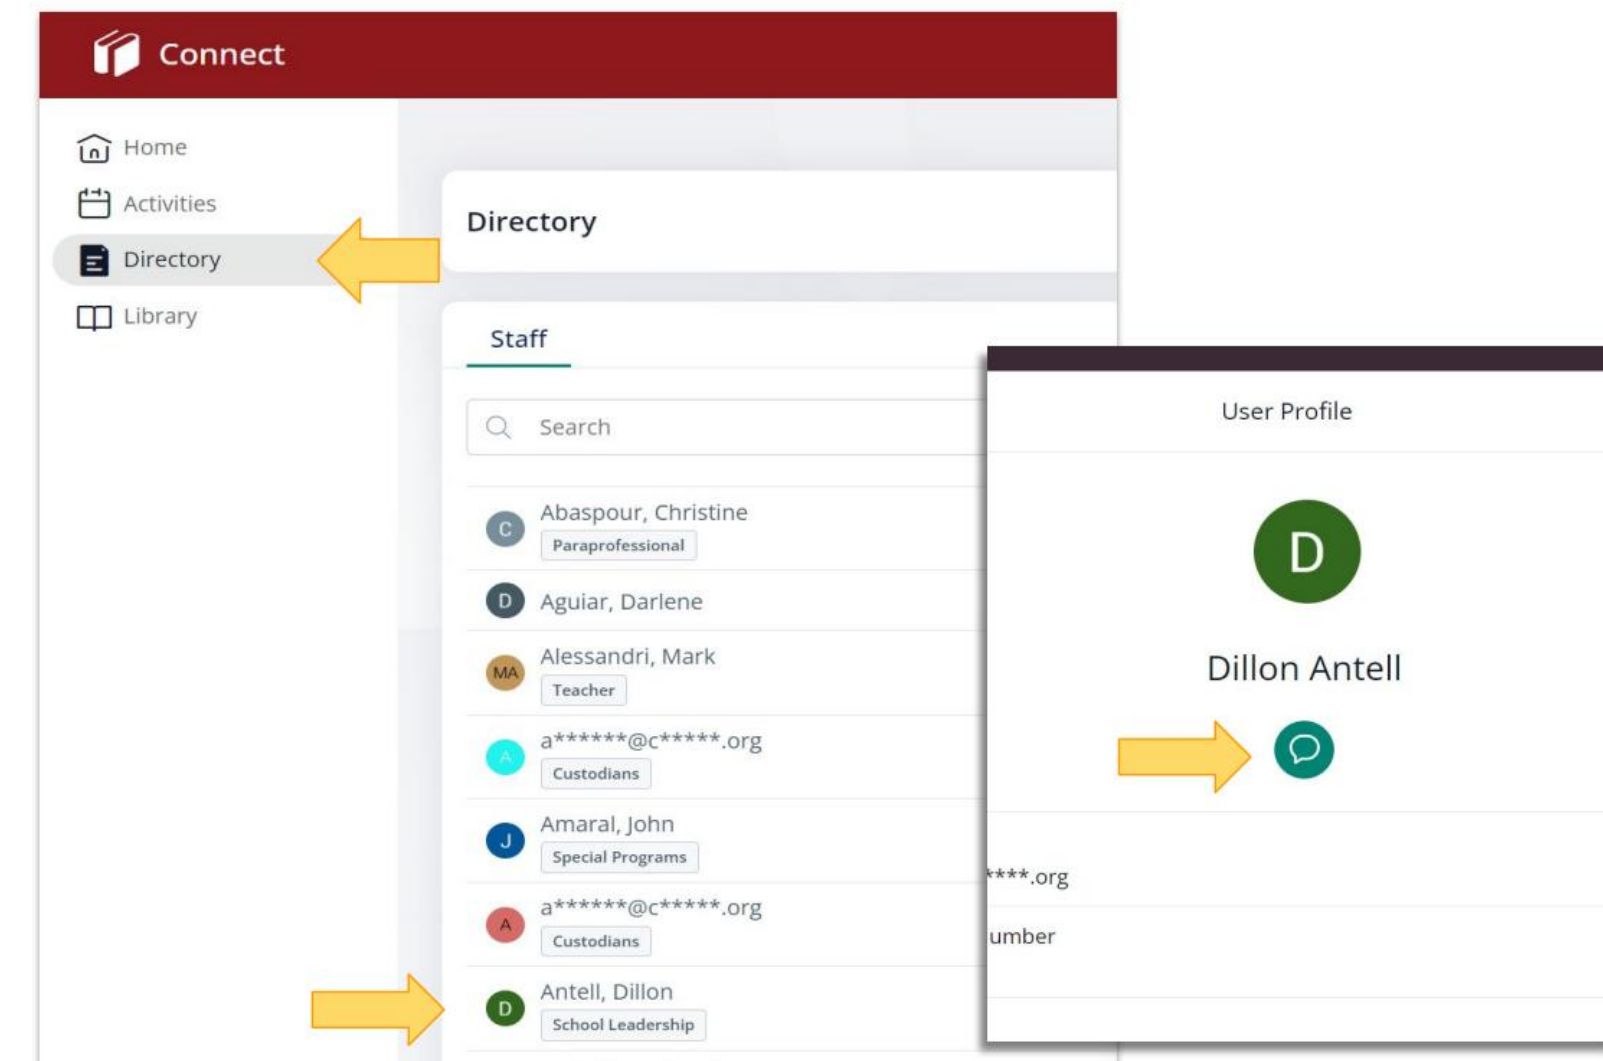 Connect
Home
Activities
Directory
Library
Directory
Staff
Search
C
Abaspour, Christine
Paraprofessional
D
Aguiar, Darlene
MA
Alessandri, Mark
Teacher
A
a******@c*****.org
Custodians
J
Amaral, John
Special Programs
A
a******@c*****.org
Custodians
D
Antell, Dillon
School Leadership
User Profile
D
Dillon Antell
****.org
umber